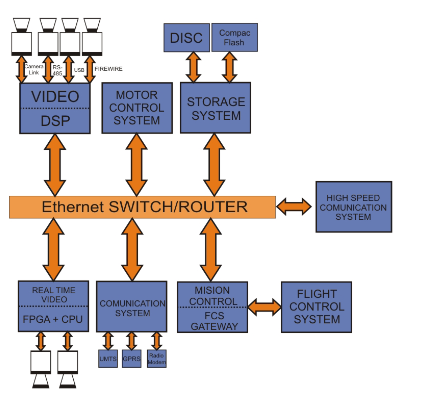 Camera
Link
RS-
485
USB
FIREWIRE
DISC
Compac
Flash
VIDEO
DSP
MOTOR
CONTROL
SYSTEM
STORAGE
SYSTEM
Ethernet SWITCH/ROUTER
HIGH SPEED
COMUNICATION
SYSTEM
REAL TIME
VIDEO
FPGA + CPU
COMUNICATION
SYSTEM
MISION
CONTROL
FCS
GATEWAY
FLIGHT
CONTROL
SYSTEM
UMTS
GPRS
Radio
Modem